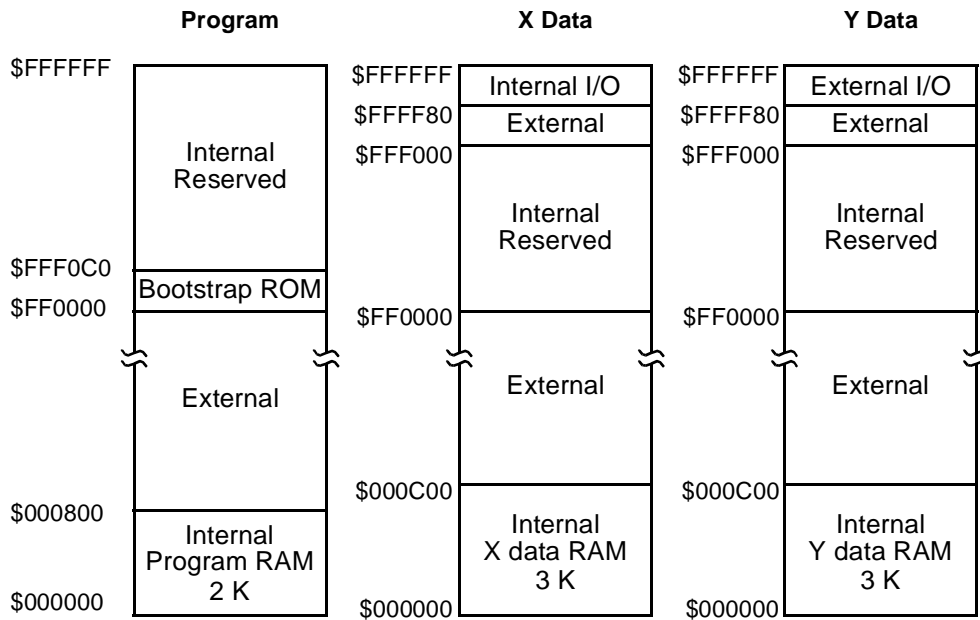 Program
$FFFFFF
Internal
Reserved
$FFF0C0
Bootstrap ROM
$FF0000
External
$000800
Internal
Program RAM
2 K
$000000
X Data
$FFFFFF
Internal I/O
$FFFF80
External
$FFF000
Internal
Reserved
$FF0000
External
$000C00
Internal
X data RAM
3 K
$000000
Y Data
$FFFFFF
External I/O
$FFFF80
External
$FFF000
Internal
Reserved
$FF0000
External
$000C00
Internal
Y data RAM
3 K
$000000